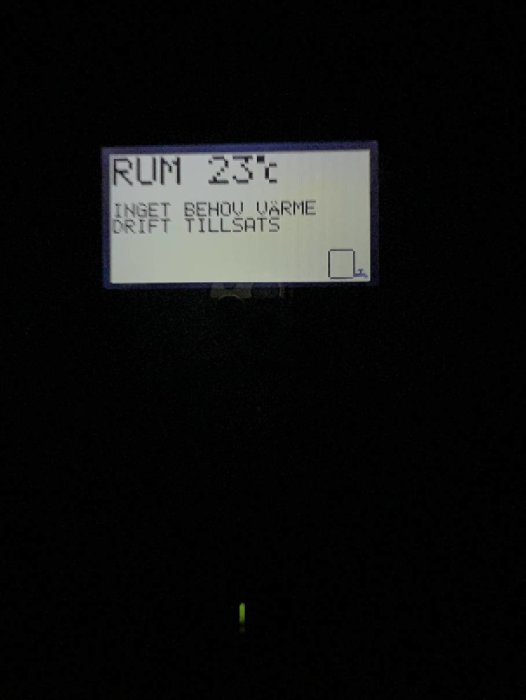 RUM 23°C
INGET BEHOV VÄRME
DRIFT TILLSATS